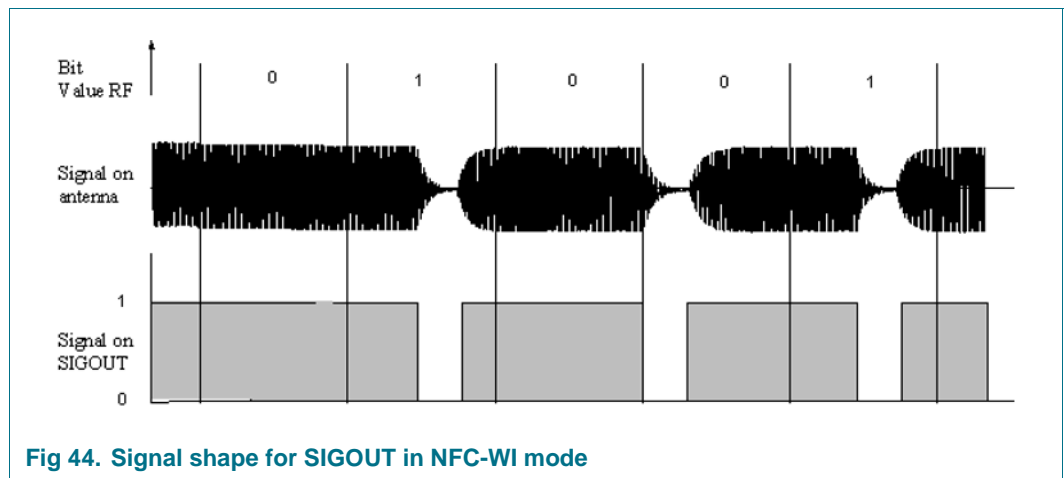 Bit
Value RF
0 1 0 0 1
Signal on
antenna
1
Signal on
SIGOUT
0
Fig 44. Signal shape for SIGOUT in NFC-WI mode